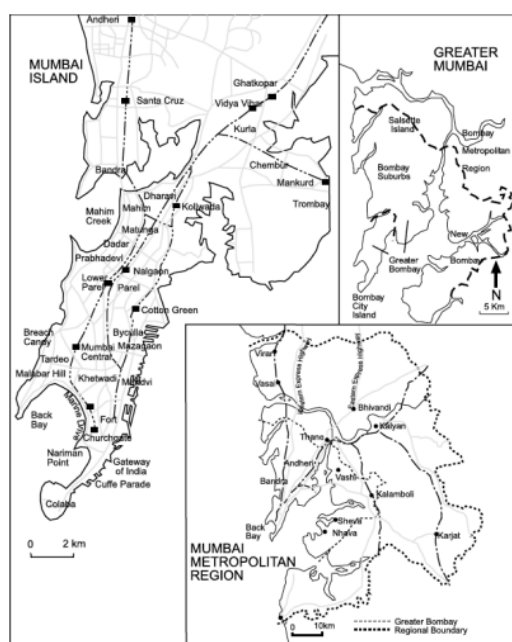 Andheri
MUMBAI
ISLAND
Santa Cruz
Ghatkopar
Vidya Vihar
Kurla
Bandra
Chembur
Mankurd
Trombay
Dharavi
Mahim
Koliwada
Mahim
Creek
Matunga
Dadar
Prabhadevi
Naigaon
Lower
Parel
Parel
Cotton Green
Breach
Candy
Byculla
Mumbai
Central
Mazagaon
Tardeo
Malabar Hill
Khetwadi
Back
Bay
Marine Drive
Fort
Churchgate
Nariman
Point
Gateway
of India
Cuffe Parade
Colaba
0 2 km
GREATER
MUMBAI
Salsette
Island
Bombay
Metropolitan
Region
Bombay
Suburbs
New
Bombay
Greater
Bombay
Bombay
City
Island
N
5 Km
Virar
Vasai
Bhivandi
Kalyan
Thane
Andheri
Vashi
Bandra
Kalamboli
Back
Bay
Nhava
Karjat
MUMBAI
METROPOLITAN
REGION
0 10km
Greater Bombay
Regional Boundary